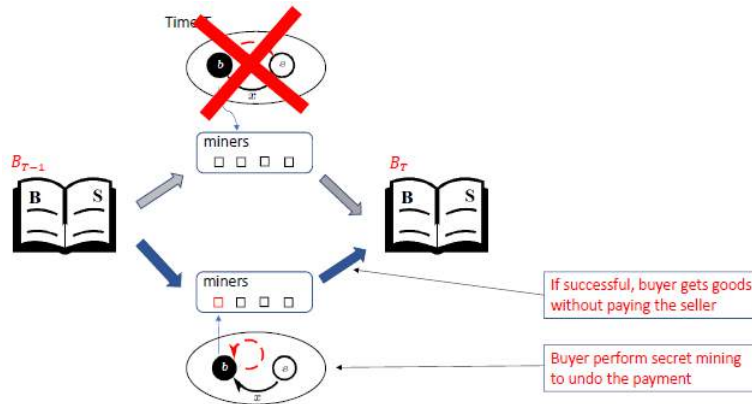 Time T
b
s
x
miners
B_{T-1}
B S
B_T
B S
miners
If successful, buyer gets goods
without paying the seller
b
s
x
Buyer perform secret mining
to undo the payment